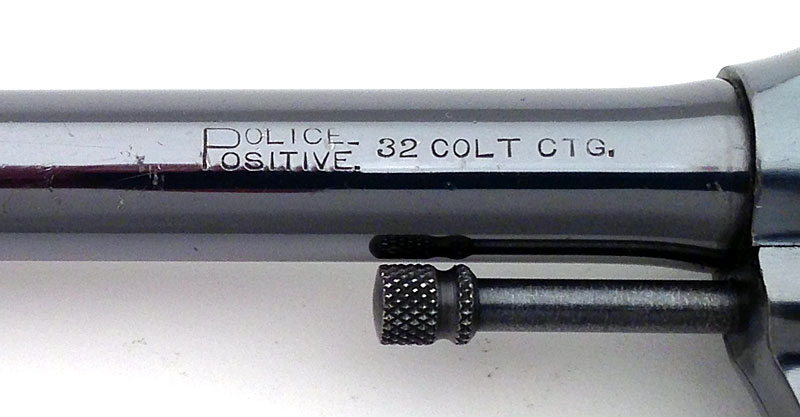 POLICE
POSITIVE. 32 COLT CTG.